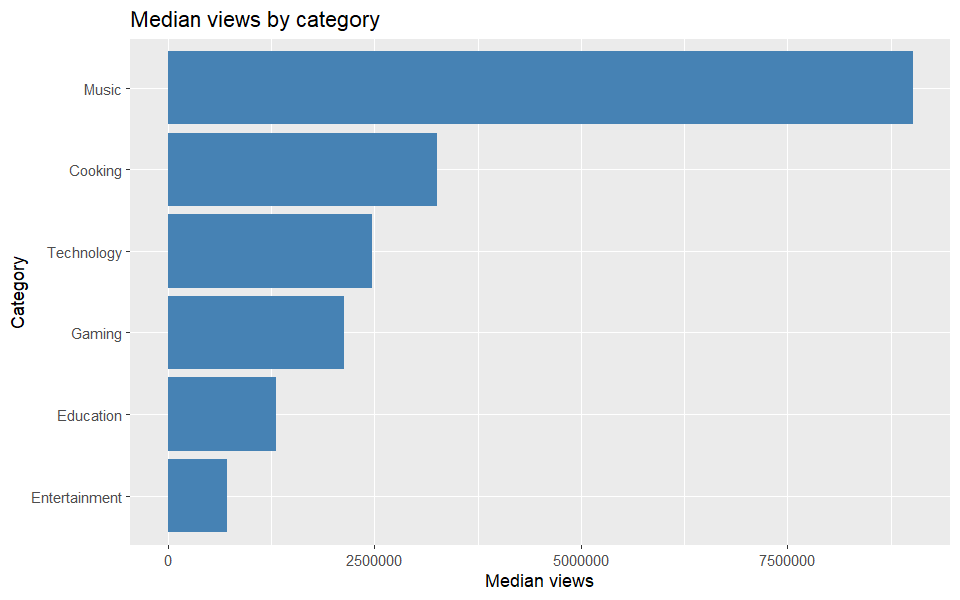 Median views by category
Category
Music
Cooking
Technology
Gaming
Education
Entertainment
0 2500000 5000000 7500000
Median views